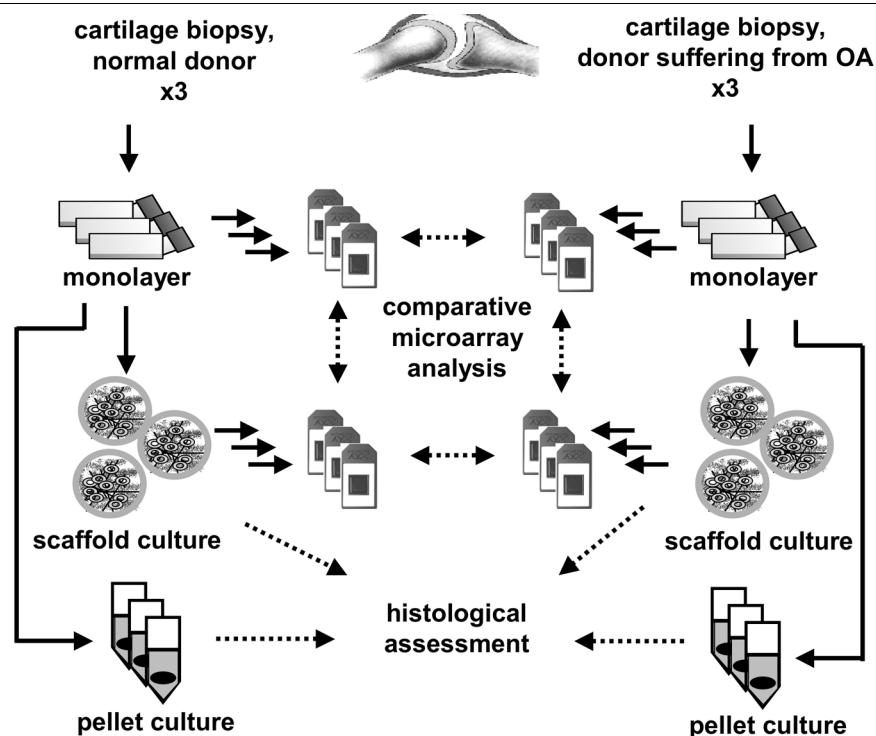 cartilage biopsy,
normal donor
x3
cartilage biopsy,
donor suffering from OA
x3
monolayer
monolayer
comparative
microarray
analysis
scaffold culture
scaffold culture
histological
assessment
pellet culture
pellet culture